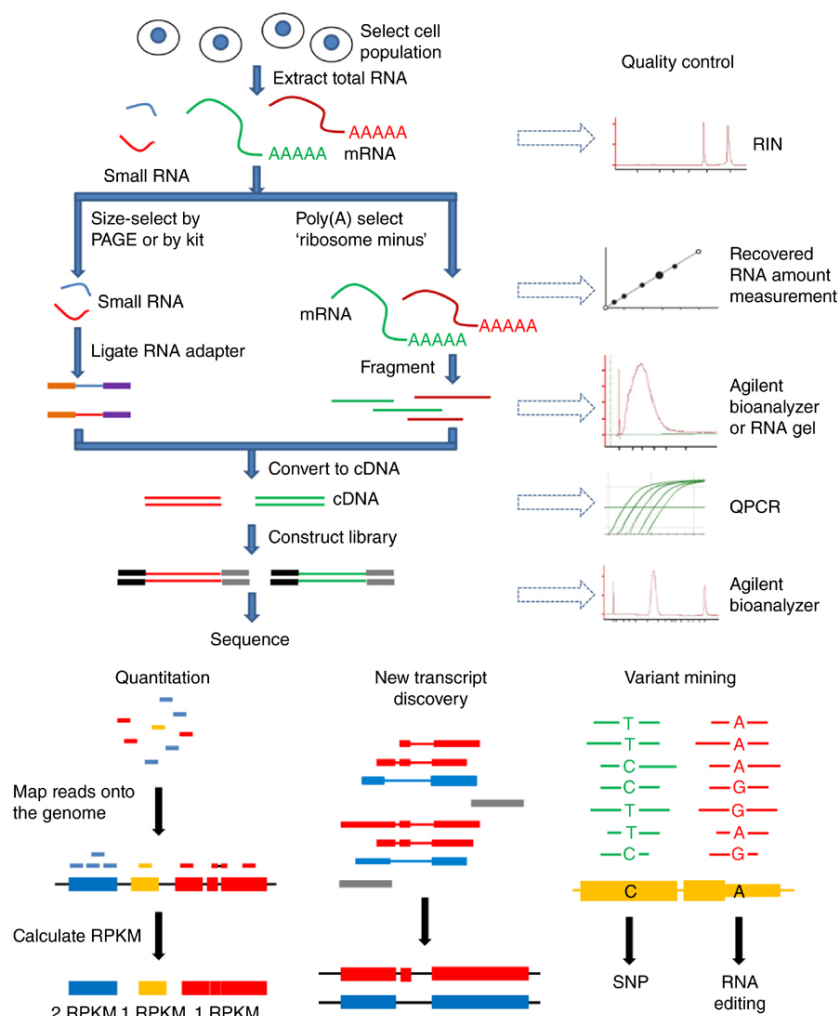 Select cell
population
Quality control
Extract total RNA
AAAAA
AAAAA
mRNA
RIN
Small RNA
Size-select by
PAGE or by kit
Poly(A) select
‘ribosome minus’
Small RNA
mRNA
AAAAA
AAAAA
Recovered
RNA amount
measurement
Ligate RNA adapter
Fragment
Agilent
bioanalyzer
or RNA gel
Convert to cDNA
cDNA
QPCR
Construct library
Agilent
bioanalyzer
Sequence
Quantitation
Map reads onto
the genome
Calculate RPKM
2 RPKM 1 RPKM 1 RPKM
New transcript
discovery
Variant mining
T A
T A
C A
C G
T G
T A
C G
C A
SNP
RNA
editing